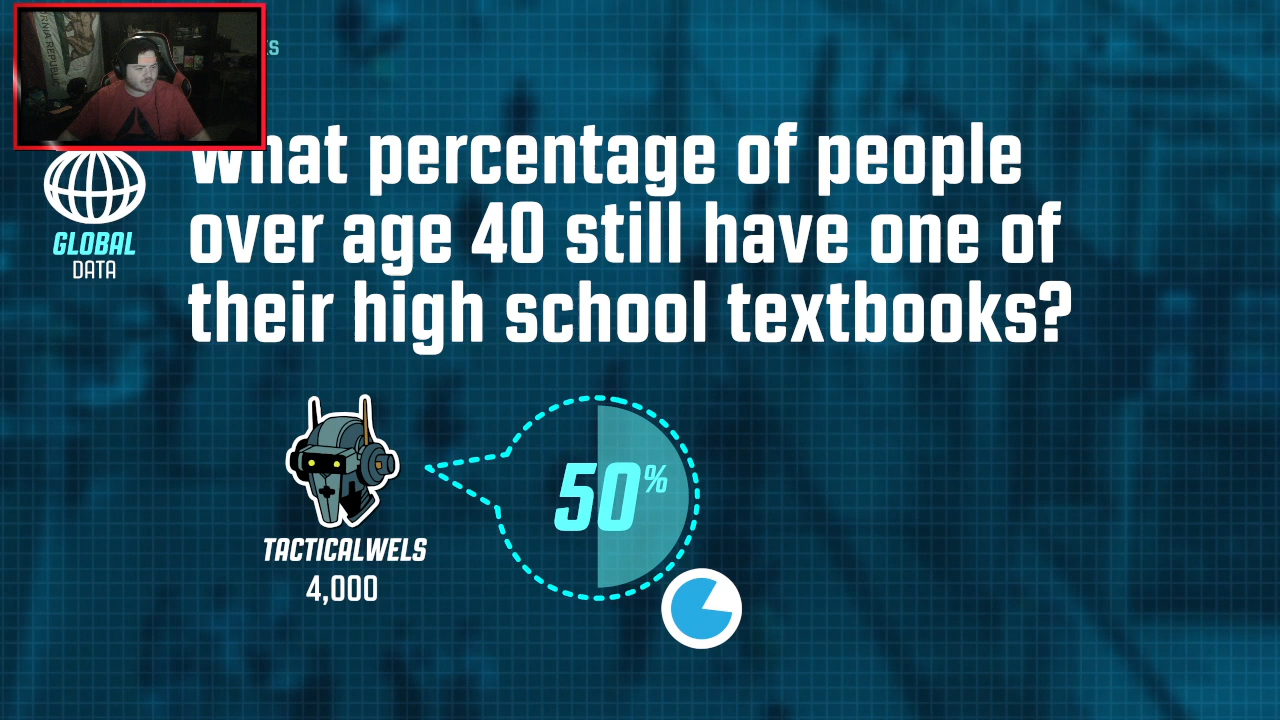 What percentage of people
over age 40 still have one of
their high school textbooks?
GLOBAL
DATA
50%
TACTICALWELS
4,000